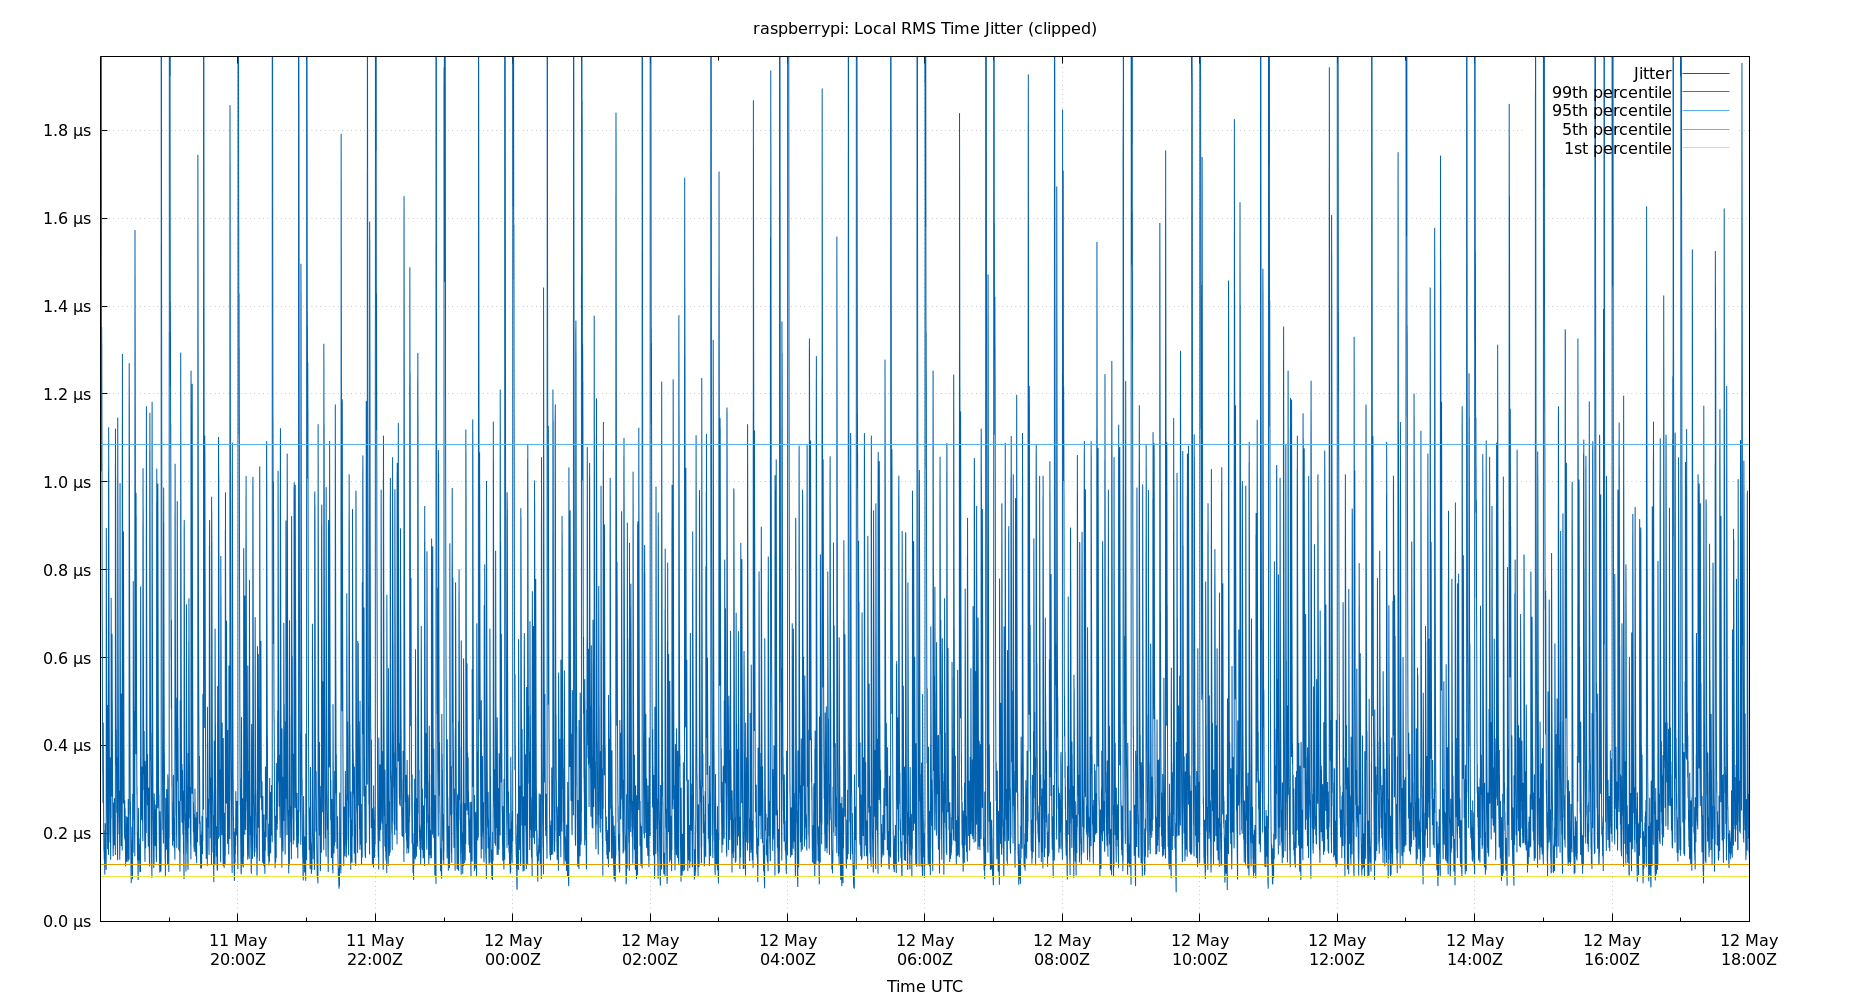 raspberrypi: Local RMS Time Jitter (clipped)
Jitter
99th percentile
95th percentile
5th percentile
1st percentile
1.8 μs
1.6 μs
1.4 μs
1.2 μs
1.0 μs
0.8 μs
0.6 μs
0.4 μs
0.2 μs
0.0 μs
11 May 11 May 12 May 12 May 12 May 12 May 12 May 12 May 12 May 12 May 12 May 12 May
20:00Z 22:00Z 00:00Z 02:00Z 04:00Z 06:00Z 08:00Z 10:00Z 12:00Z 14:00Z 16:00Z 18:00Z
Time UTC